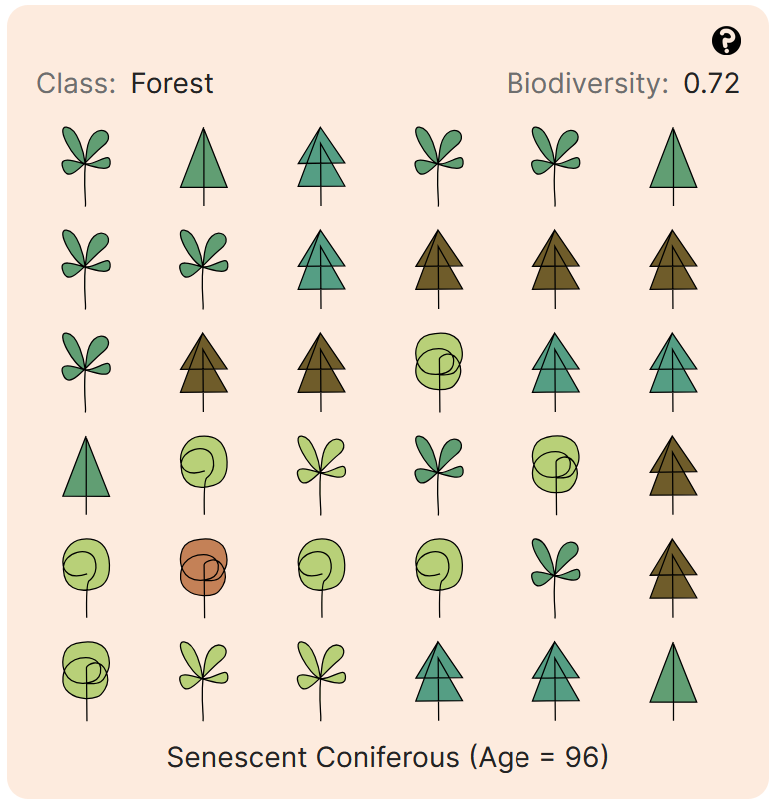 ?
Class: Forest Biodiversity: 0.72
Senescent Coniferous (Age = 96)